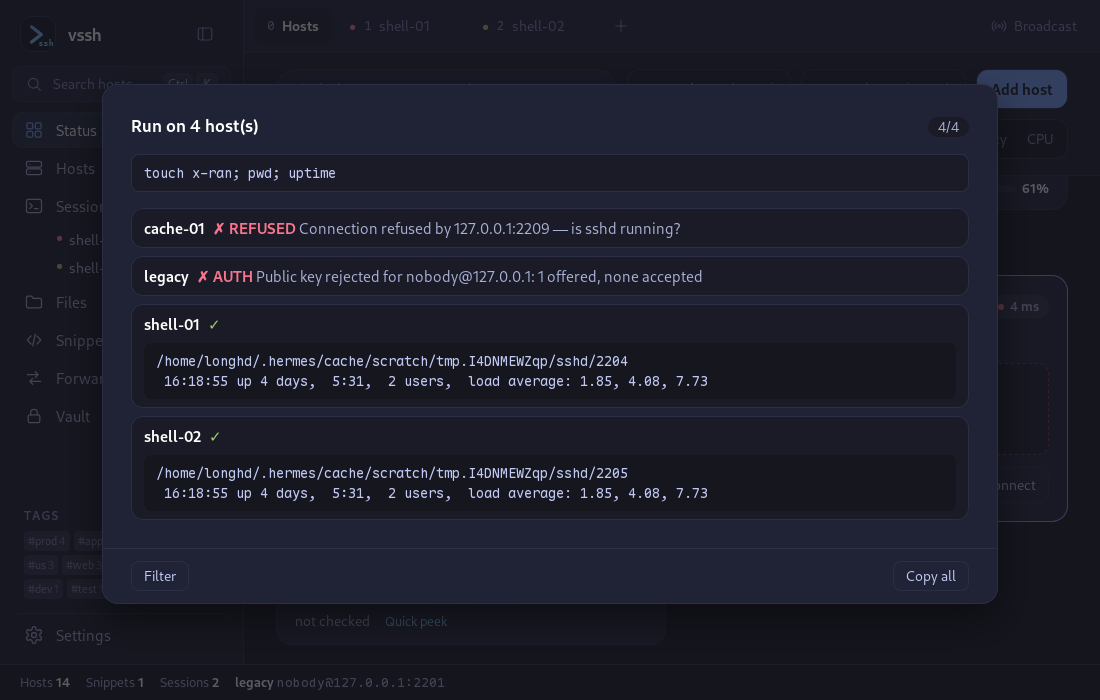 vssh
0 Hosts
1 shell-01
2 shell-02
Broadcast
Search hosts
Ctrl K
Add host
Status
Hosts
CPU
61%
shell-
shell-
Files
Vault
4 ms
Run on 4 host(s)
4/4
touch x-ran; pwd; uptime
cache-01 ✗ REFUSED Connection refused by 127.0.0.1:2209 — is sshd running?
legacy ✗ AUTH Public key rejected for nobody@127.0.0.1: 1 offered, none accepted
shell-01 ✓
/home/longhd/.hermes/cache/scratch/tmp.I4DNMEWZqp/sshd/2204
16:18:55 up 4 days,  5:31,  2 users,  load average: 1.85, 4.08, 7.73
shell-02 ✓
/home/longhd/.hermes/cache/scratch/tmp.I4DNMEWZqp/sshd/2205
16:18:55 up 4 days,  5:31,  2 users,  load average: 1.85, 4.08, 7.73
Filter
Copy all
TAGS
#prod 4
#us 3
#web 3
#dev 1
#test
not checked Quick peek
Settings
Hosts 14 Snippets 1 Sessions 2 legacy nobody@127.0.0.1:2201